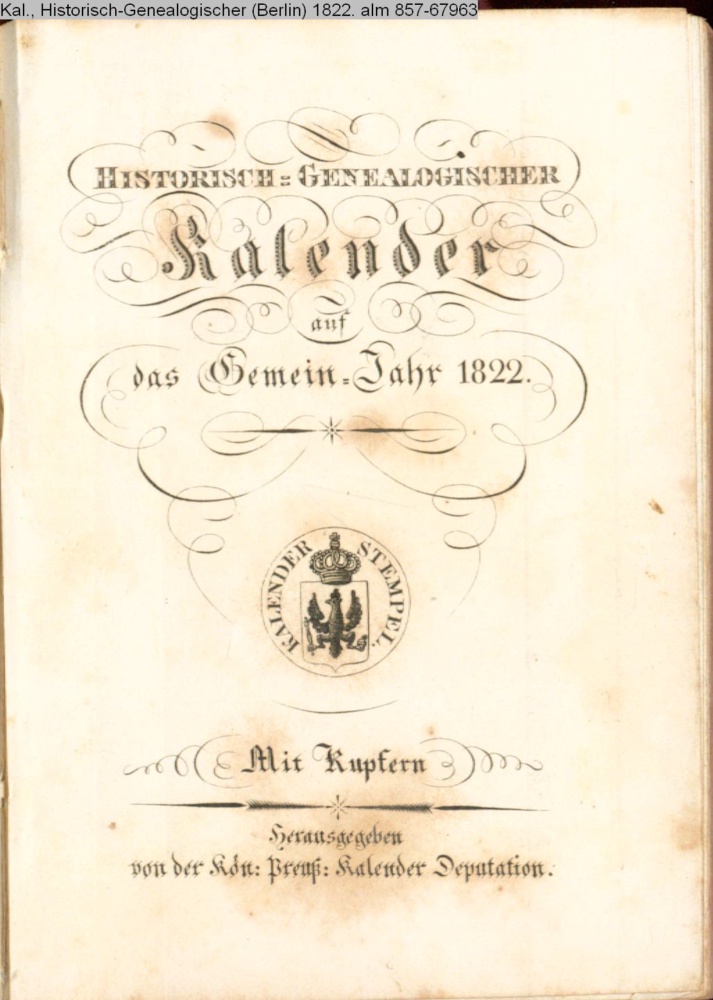 Kal., Historisch-Genealogischer (Berlin) 1822. alm 857-67963
HISTORISCH=GENEALOGISCHER
Kalender
auf
das Gemein=Jahr 1822.
KALENDER STEMPEL.
Mit Kupfern
Herausgegeben
von der Kön: Preuß: Kalender Deputation.